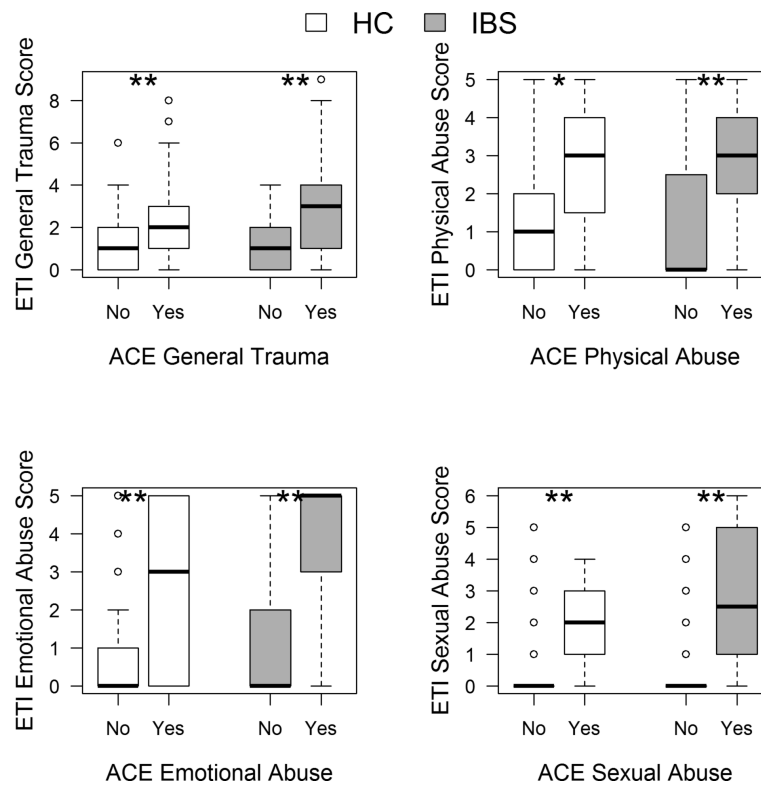 HC IBS
ETI General Trauma Score
8
6
4
2
0
** **
No Yes No Yes
ACE General Trauma
ETI Physical Abuse Score
5
4
3
2
1
0
* **
No Yes No Yes
ACE Physical Abuse
ETI Emotional Abuse Score
5
4
3
2
1
0
** **
No Yes No Yes
ACE Emotional Abuse
ETI Sexual Abuse Score
6
5
4
3
2
1
0
** **
No Yes No Yes
ACE Sexual Abuse